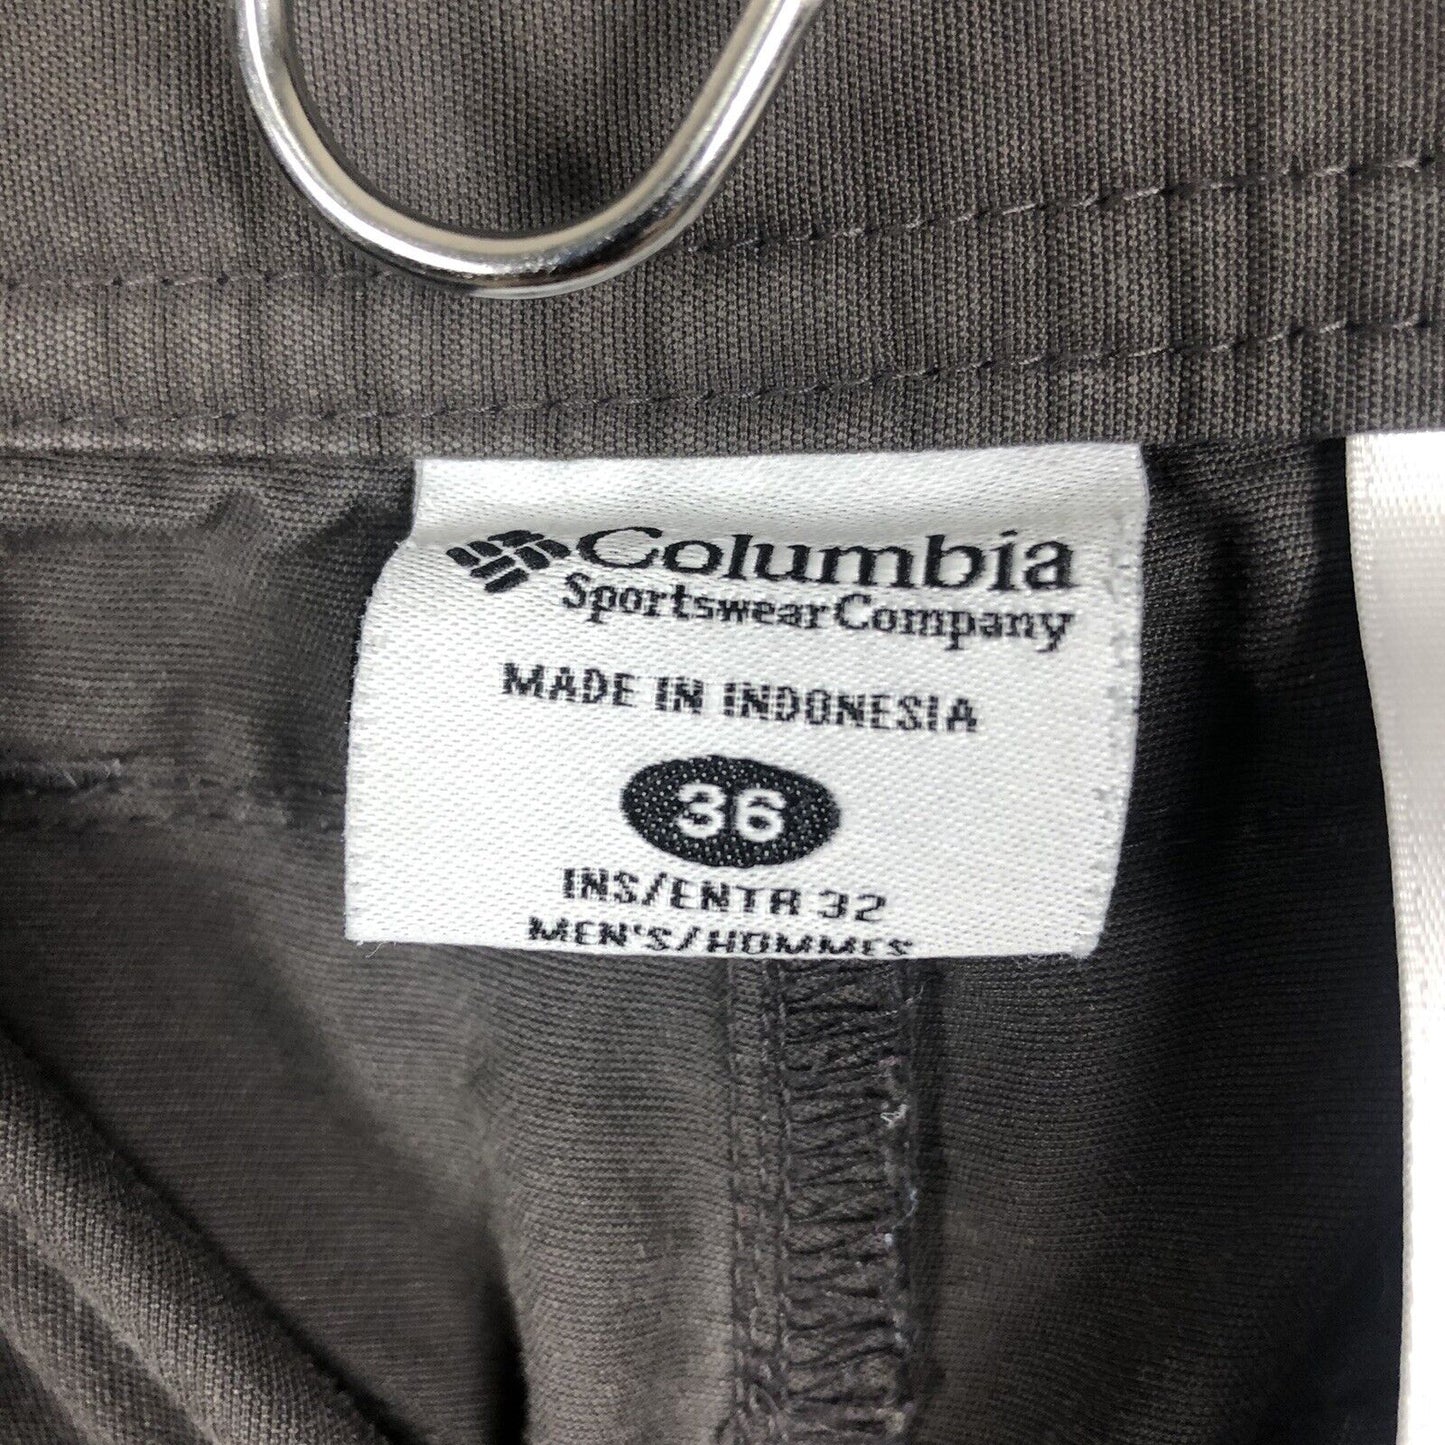 Columbia
Sportswear Company
MADE IN INDONESIA
36
INS/ENTR 32
MEN'S/HOMMES